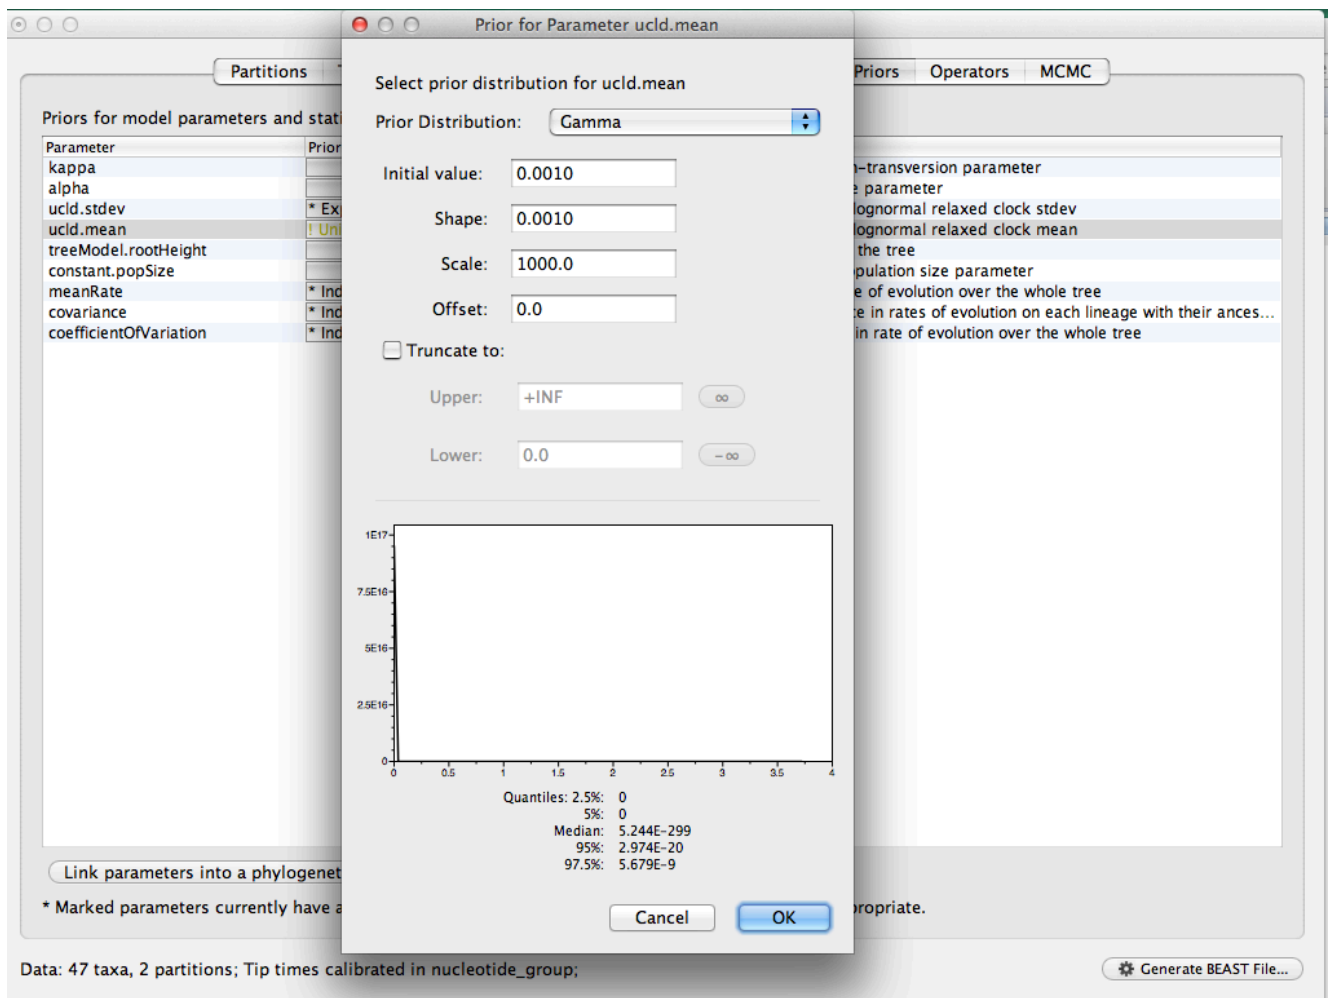 Prior for Parameter ucld.mean
Partitions
Priors Operators MCMC
Select prior distribution for ucld.mean
Prior Distribution: Gamma
Initial value: 0.0010
Shape: 0.0010
Scale: 1000.0
Offset: 0.0
Truncate to:
Upper: +INF ∞
Lower: 0.0 -∞
1E17
7.5E16
5E16
2.5E16
0
0 0.5 1 1.5 2 2.5 3 3.5 4
Quantiles: 2.5%: 0
5%: 0
Median: 5.244E-299
95%: 2.974E-20
97.5%: 5.679E-9
Cancel OK
Priors for model parameters and stati
Parameter Prior
kappa n-transversion parameter
alpha e parameter
ucld.stdev * Ex lognormal relaxed clock stdev
ucld.mean ! Un lognormal relaxed clock mean
treeModel.rootHeight the tree
constant.popSize opulation size parameter
meanRate * Ind e of evolution over the whole tree
covariance * Ind ce in rates of evolution on each lineage with their ances...
coefficientOfVariation * Ind in rate of evolution over the whole tree
Link parameters into a phylogenet
* Marked parameters currently have a ropriate.
Data: 47 taxa, 2 partitions; Tip times calibrated in nucleotide_group;
Generate BEAST File...